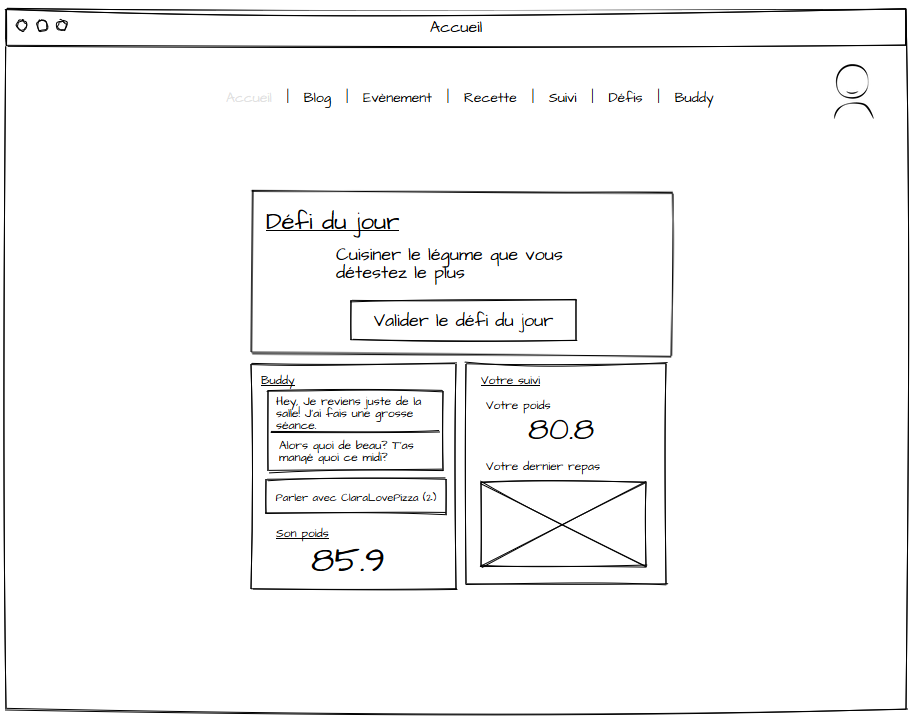 Accueil
Accueil | Blog | Evènement | Recette | Suivi | Défis | Buddy
Défi du jour
Cuisiner le légume que vous
détestez le plus
Valider le défi du jour
Buddy
Hey, Je reviens juste de la
salle! J'ai fais une grosse
séance.
Alors quoi de beau? T'as
mangé quoi ce midi?
Parler avec ClaraLovePizza (2)
Son poids
85.9
Votre suivi
Votre poids
80.8
Votre dernier repas